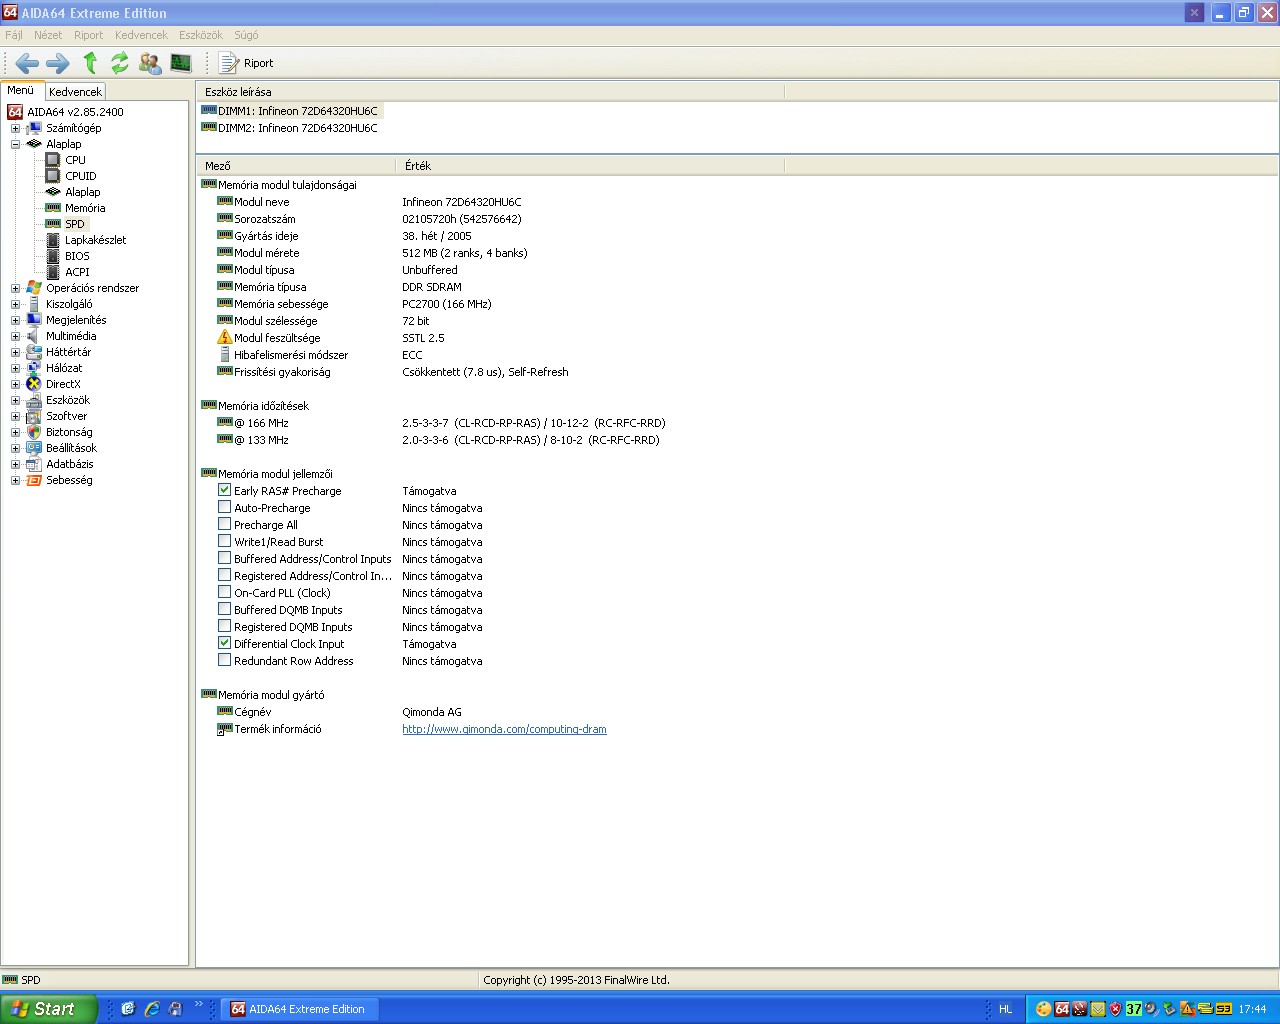 AIDA64 Extreme Edition
Fájl Nézet Riport Kedvencek Eszközök Súgó
Riport
Menü Kedvencek
AIDA64 v2.85.2400
Számítógép
Alaplap
CPU
CPUID
Alaplap
Memória
SPD
Lapkakészlet
BIOS
ACPI
Operációs rendszer
Kiszolgáló
Megjelenítés
Multimédia
Háttértár
Hálózat
DirectX
Eszközök
Szoftver
Biztonság
Beállítások
Adatbázis
Sebesség
Eszköz leírása
DIMM1: Infineon 72D64320HU6C
DIMM2: Infineon 72D64320HU6C
Mező Érték
Memória modul tulajdonságai
Modul neve Infineon 72D64320HU6C
Sorozatszám 02105720h (542576642)
Gyártás ideje 38. hét / 2005
Modul mérete 512 MB (2 ranks, 4 banks)
Modul típusa Unbuffered
Memória típusa DDR SDRAM
Memória sebessége PC2700 (166 MHz)
Modul szélessége 72 bit
Modul feszültsége SSTL 2.5
Hibafelismerési módszer ECC
Frissítési gyakoriság Csökkentett (7.8 us), Self-Refresh
Memória időzítések
@ 166 MHz 2.5-3-3-7 (CL-RCD-RP-RAS) / 10-12-2 (RC-RFC-RRD)
@ 133 MHz 2.0-3-3-6 (CL-RCD-RP-RAS) / 8-10-2 (RC-RFC-RRD)
Memória modul jellemzői
Early RAS# Precharge Támogatva
Auto-Precharge Nincs támogatva
Precharge All Nincs támogatva
Write1/Read Burst Nincs támogatva
Buffered Address/Control Inputs Nincs támogatva
Registered Address/Control In... Nincs támogatva
On-Card PLL (Clock) Nincs támogatva
Buffered DQMB Inputs Nincs támogatva
Registered DQMB Inputs Nincs támogatva
Differential Clock Input Támogatva
Redundant Row Address Nincs támogatva
Memória modul gyártó
Cégnév Qimonda AG
Termék információ http://www.qimonda.com/computing-dram
SPD Copyright (c) 1995-2013 FinalWire Ltd.
Start 64 AIDA64 Extreme Edition HL 64 37 53 17:44